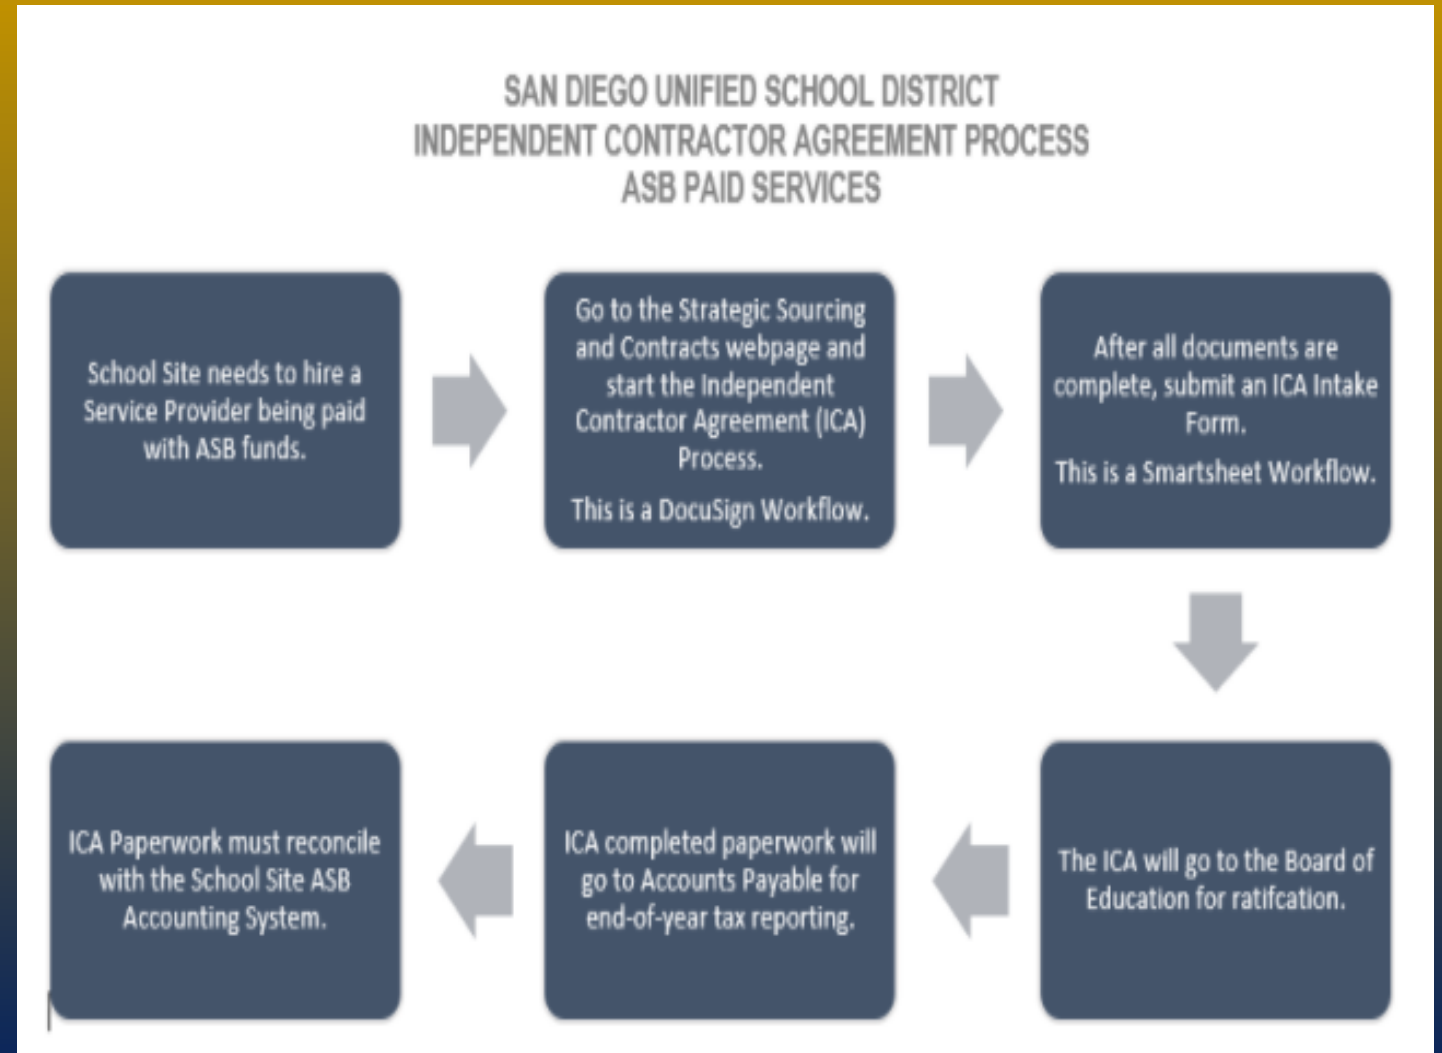 SAN DIEGO UNIFIED SCHOOL DISTRICT
INDEPENDENT CONTRACTOR AGREEMENT PROCESS
ASB PAID SERVICES
School Site needs to hire a
Service Provider being paid
with ASB funds.
Go to the Strategic Sourcing
and Contracts webpage and
start the Independent
Contractor Agreement (ICA)
Process.
This is a DocuSign Workflow.
After all documents are
complete, submit an ICA Intake
Form.
This is a Smartsheet Workflow.
The ICA will go to the Board of
Education for ratifcation.
ICA completed paperwork will
go to Accounts Payable for
end-of-year tax reporting.
ICA Paperwork must reconcile
with the School Site ASB
Accounting System.